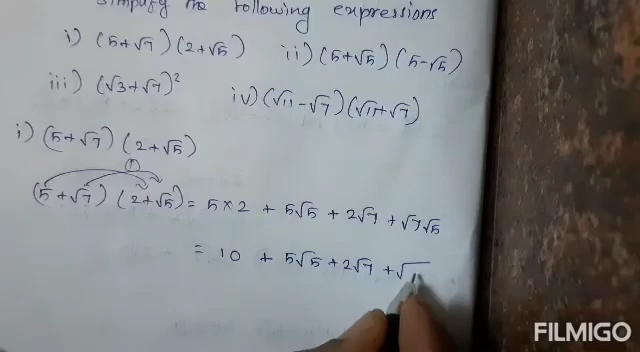 simplify the following expressions
i) (5+√7) (2+√5) ii) (5+√5) (5-√5)
iii) (√3+√7)² iv) (√11-√7) (√11+√7)
i) (5+√7) (2+√5)
①
(5+√7) (2+√5) = 5×2 + 5√5 + 2√7 + √7√5
= 10 + 5√5 + 2√7 + √
FILMIGO